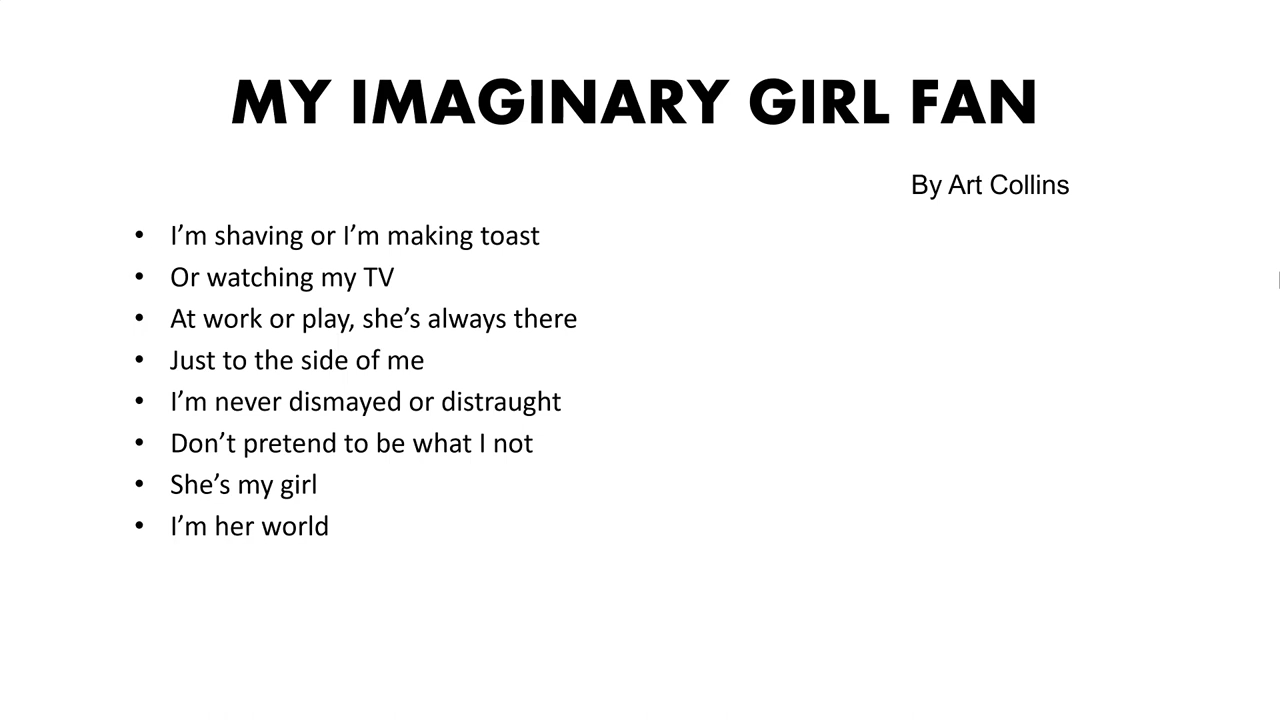 MY IMAGINARY GIRL FAN
By Art Collins
• I’m shaving or I’m making toast
• Or watching my TV
• At work or play, she’s always there
• Just to the side of me
• I’m never dismayed or distraught
• Don’t pretend to be what I not
• She’s my girl
• I’m her world